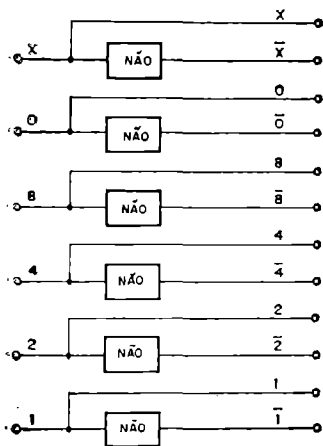 X
X NÃO X̅
0
0 NÃO 0̅
8
8 NÃO 8̅
4
4 NÃO 4̅
2
2 NÃO 2̅
1
1 NÃO 1̅